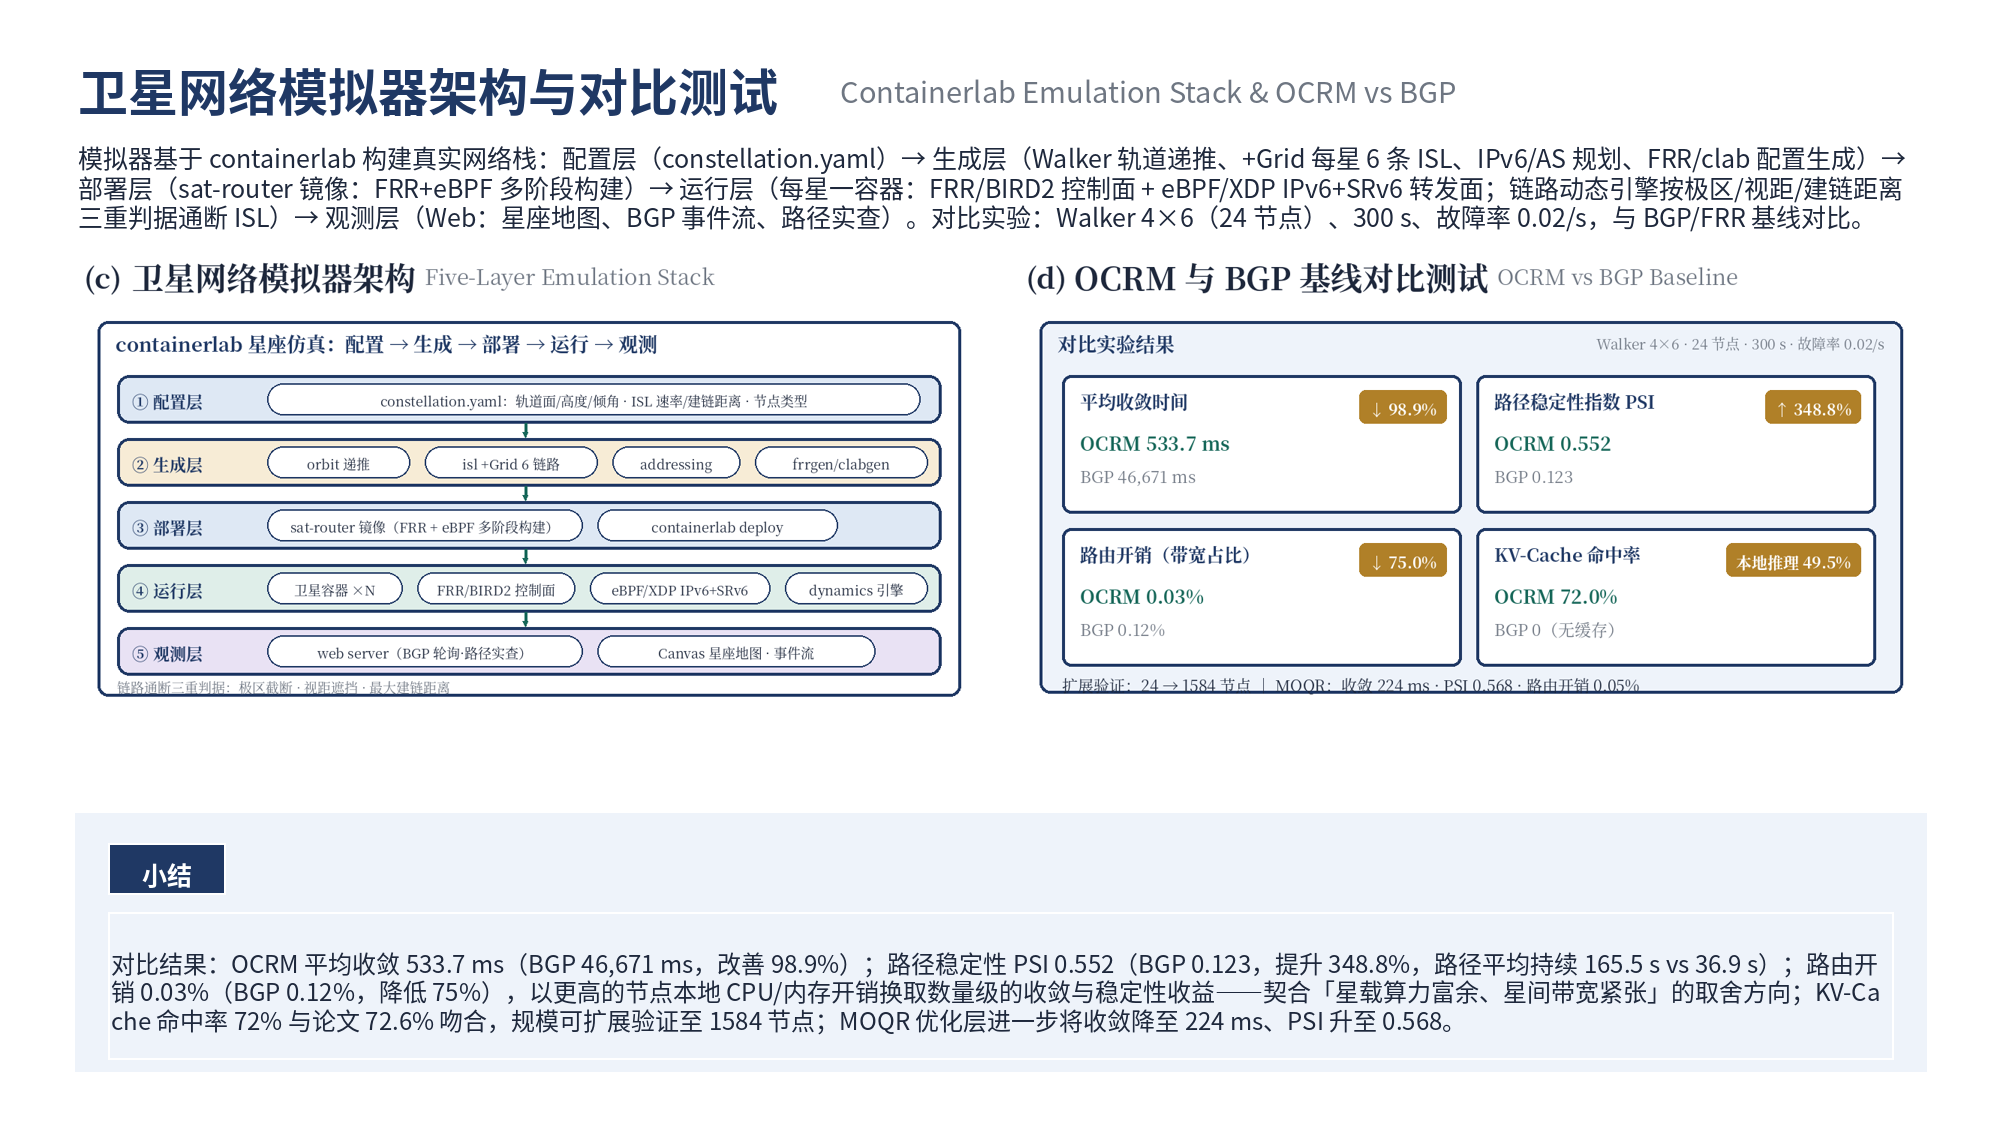 卫星网络模拟器架构与对比测试 Containerlab Emulation Stack & OCRM vs BGP
模拟器基于 containerlab 构建真实网络栈：配置层（constellation.yaml）→ 生成层（Walker 轨道递推、+Grid 每星 6 条 ISL、IPv6/AS 规划、FRR/clab 配置生成）→
部署层（sat-router 镜像：FRR+eBPF 多阶段构建）→ 运行层（每星一容器：FRR/BIRD2 控制面 + eBPF/XDP IPv6+SRv6 转发面；链路动态引擎按极区/视距/建链距离
三重判据通断 ISL）→ 观测层（Web：星座地图、BGP 事件流、路径实查）。对比实验：Walker 4×6（24 节点）、300 s、故障率 0.02/s，与 BGP/FRR 基线对比。
(c) 卫星网络模拟器架构 Five-Layer Emulation Stack
containerlab 星座仿真：配置 → 生成 → 部署 → 运行 → 观测
① 配置层
constellation.yaml：轨道面/高度/倾角 · ISL 速率/建链距离 · 节点类型
② 生成层
orbit 递推
isl +Grid 6 链路
addressing
frrgen/clabgen
③ 部署层
sat-router 镜像（FRR + eBPF 多阶段构建）
containerlab deploy
④ 运行层
卫星容器 ×N
FRR/BIRD2 控制面
eBPF/XDP IPv6+SRv6
dynamics 引擎
⑤ 观测层
web server（BGP 轮询·路径实查）
Canvas 星座地图 · 事件流
链路通断三重判据：极区截断 · 视距遮挡 · 最大建链距离
(d) OCRM 与 BGP 基线对比测试 OCRM vs BGP Baseline
对比实验结果
Walker 4×6 · 24 节点 · 300 s · 故障率 0.02/s
平均收敛时间
↓ 98.9%
OCRM 533.7 ms
BGP 46,671 ms
路径稳定性指数 PSI
↑ 348.8%
OCRM 0.552
BGP 0.123
路由开销（带宽占比）
↓ 75.0%
OCRM 0.03%
BGP 0.12%
KV-Cache 命中率
本地推理 49.5%
OCRM 72.0%
BGP 0（无缓存）
扩展验证：24 → 1584 节点 ｜ MOQR：收敛 224 ms · PSI 0.568 · 路由开销 0.05%
小结
对比结果：OCRM 平均收敛 533.7 ms（BGP 46,671 ms，改善 98.9%）；路径稳定性 PSI 0.552（BGP 0.123，提升 348.8%，路径平均持续 165.5 s vs 36.9 s）；路由开
销 0.03%（BGP 0.12%，降低 75%），以更高的节点本地 CPU/内存开销换取数量级的收敛与稳定性收益——契合「星载算力富余、星间带宽紧张」的取舍方向；KV-Ca
che 命中率 72% 与论文 72.6% 吻合，规模可扩展验证至 1584 节点；MOQR 优化层进一步将收敛降至 224 ms、PSI 升至 0.568。